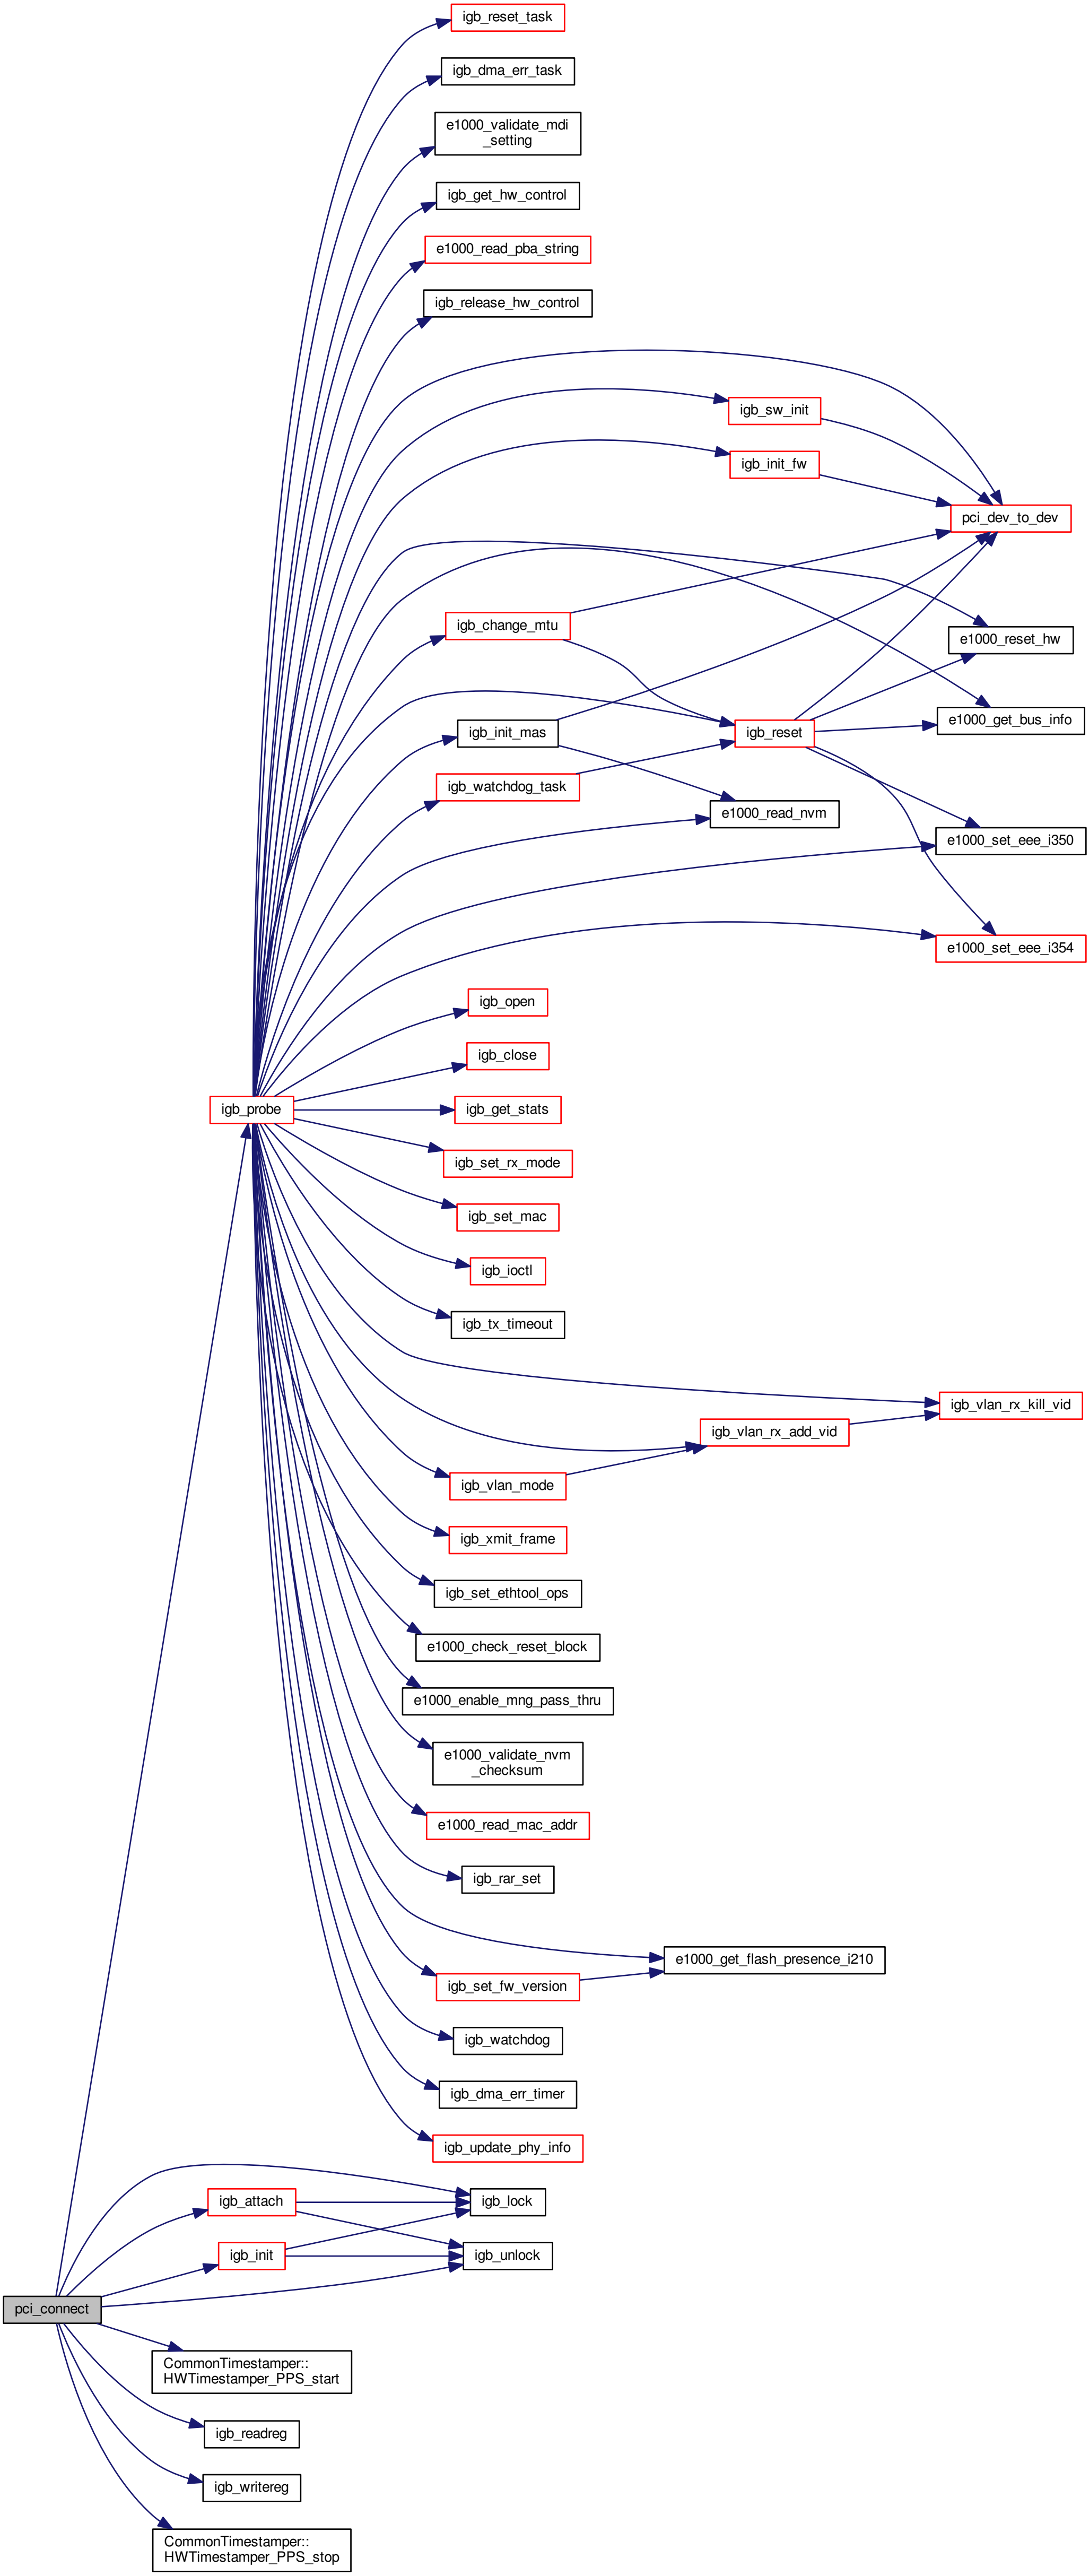 igb_reset_task
igb_dma_err_task
e1000_validate_mdi
_setting
igb_get_hw_control
e1000_read_pba_string
igb_release_hw_control
igb_sw_init
igb_init_fw
pci_dev_to_dev
igb_change_mtu
e1000_reset_hw
e1000_get_bus_info
igb_init_mas
igb_reset
igb_watchdog_task
e1000_read_nvm
e1000_set_eee_i350
e1000_set_eee_i354
igb_open
igb_close
igb_probe
igb_get_stats
igb_set_rx_mode
igb_set_mac
igb_ioctl
igb_tx_timeout
igb_vlan_rx_kill_vid
igb_vlan_rx_add_vid
igb_vlan_mode
igb_xmit_frame
igb_set_ethtool_ops
e1000_check_reset_block
e1000_enable_mng_pass_thru
e1000_validate_nvm
_checksum
e1000_read_mac_addr
igb_rar_set
e1000_get_flash_presence_i210
igb_set_fw_version
igb_watchdog
igb_dma_err_timer
igb_update_phy_info
igb_attach
igb_lock
igb_init
igb_unlock
pci_connect
CommonTimestamper::
HWTimestamper_PPS_start
igb_readreg
igb_writereg
CommonTimestamper::
HWTimestamper_PPS_stop